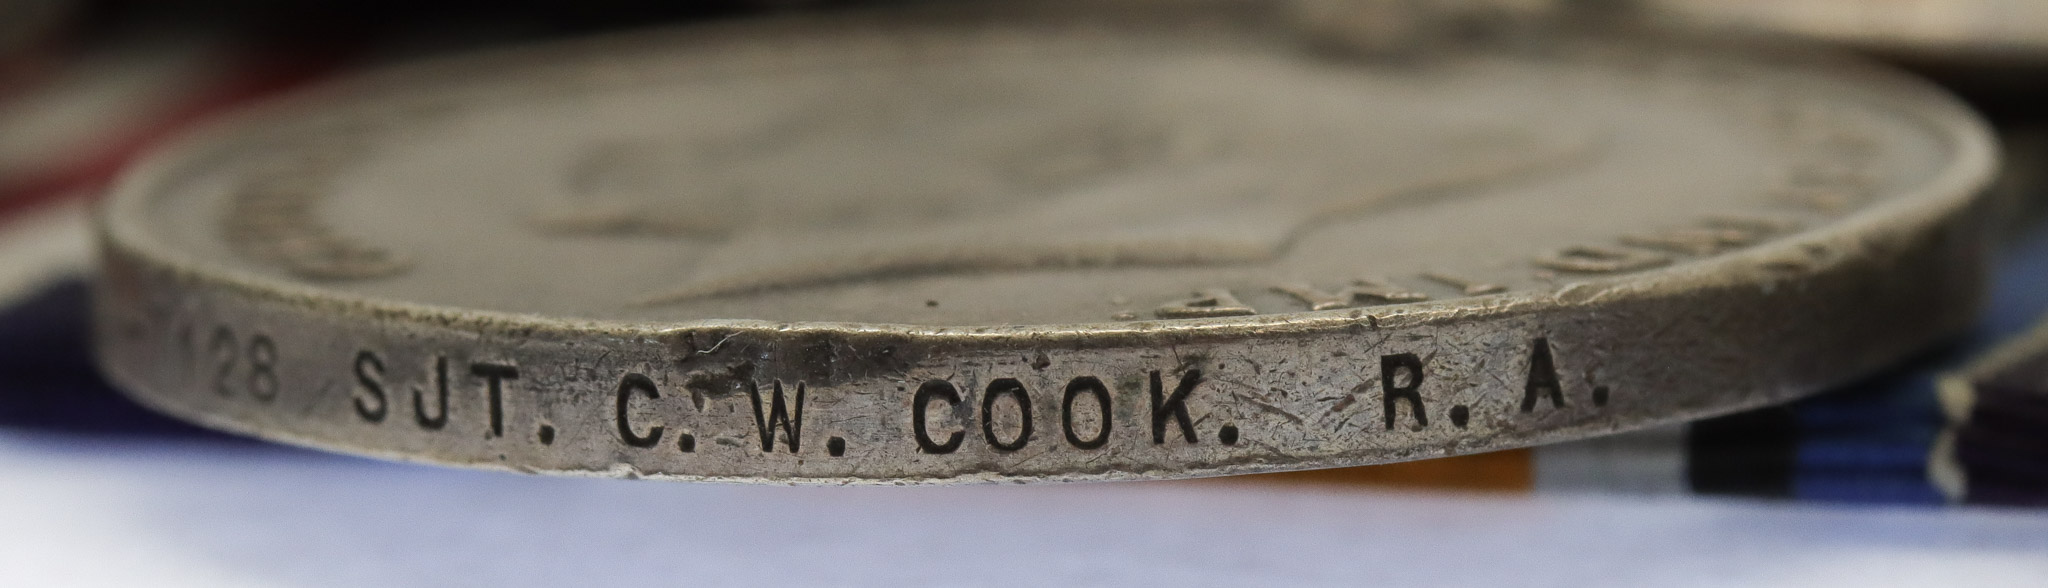 128 SJT. C. W. COOK. R. A.